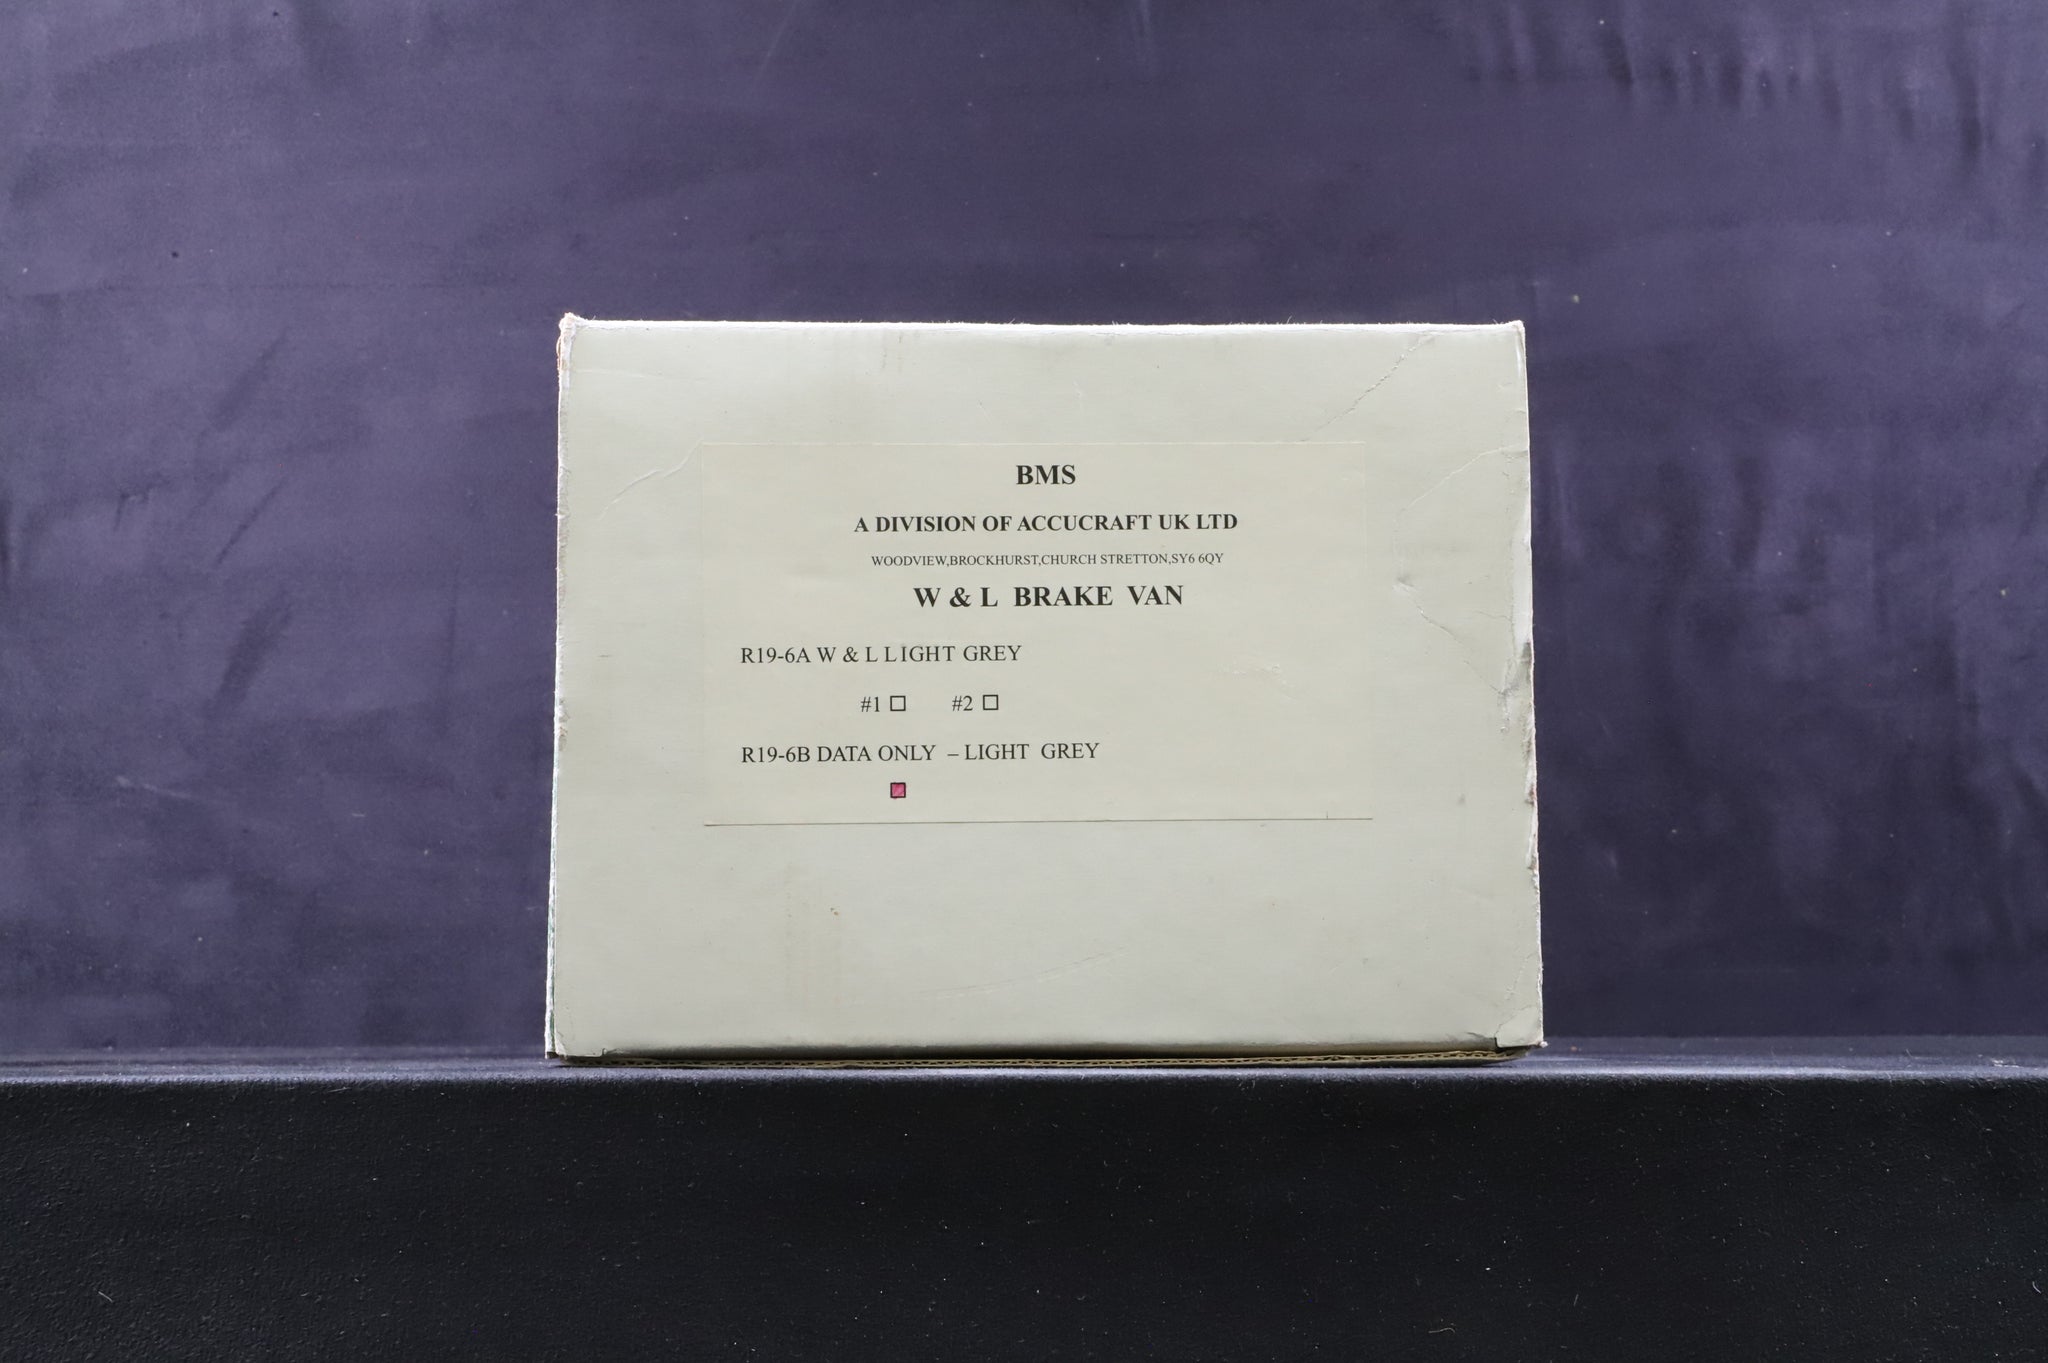 BMS
A DIVISION OF ACCUCRAFT UK LTD
WOODVIEW,BROCKHURST,CHURCH STRETTON,SY6 6QY
W & L BRAKE VAN
R19-6A W & L LIGHT GREY
#1 ☐ #2 ☐
R19-6B DATA ONLY – LIGHT GREY